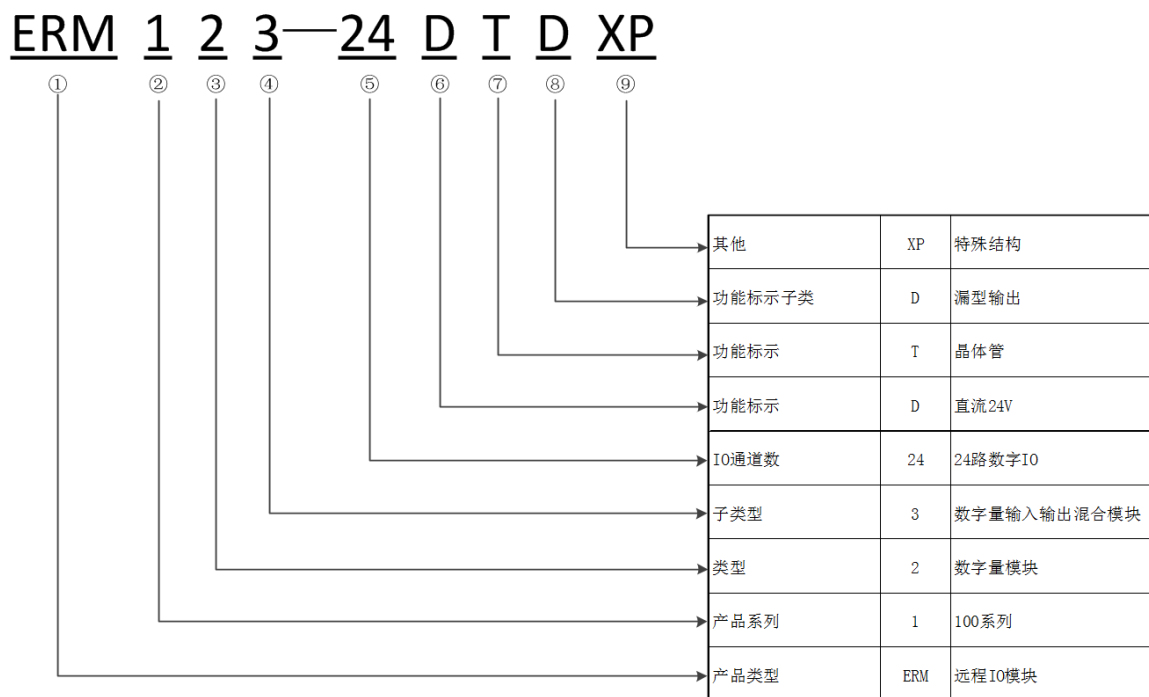 ERM 1 2 3—24 D T D XP
① ② ③ ④ ⑤ ⑥ ⑦ ⑧ ⑨
其他 XP 特殊结构
功能标示子类 D 漏型输出
功能标示 T 晶体管
功能标示 D 直流24V
IO通道数 24 24路数字IO
子类型 3 数字量输入输出混合模块
类型 2 数字量模块
产品系列 1 100系列
产品类型 ERM 远程IO模块